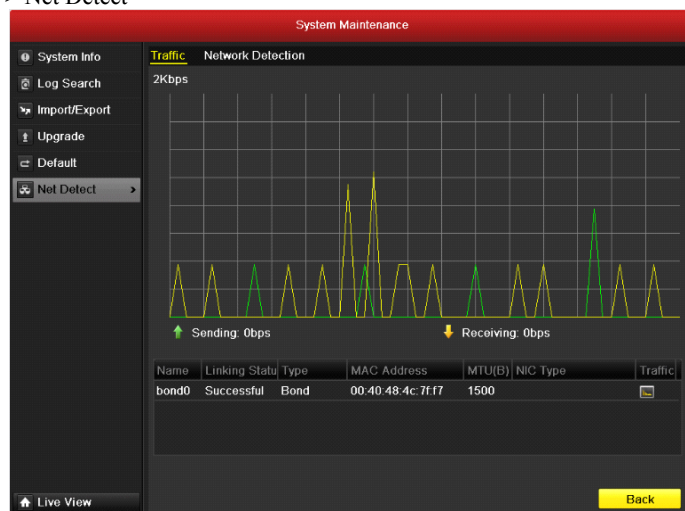 > Net Detect
System Maintenance
System Info
Log Search
Import/Export
Upgrade
Default
Net Detect >
Live View
Traffic Network Detection
2Kbps
Sending: 0bps
Receiving: 0bps
Name Linking Statu Type MAC Address MTU(B) NIC Type Traffic
bond0 Successful Bond 00:40:48:4c:7f:f7 1500
Back